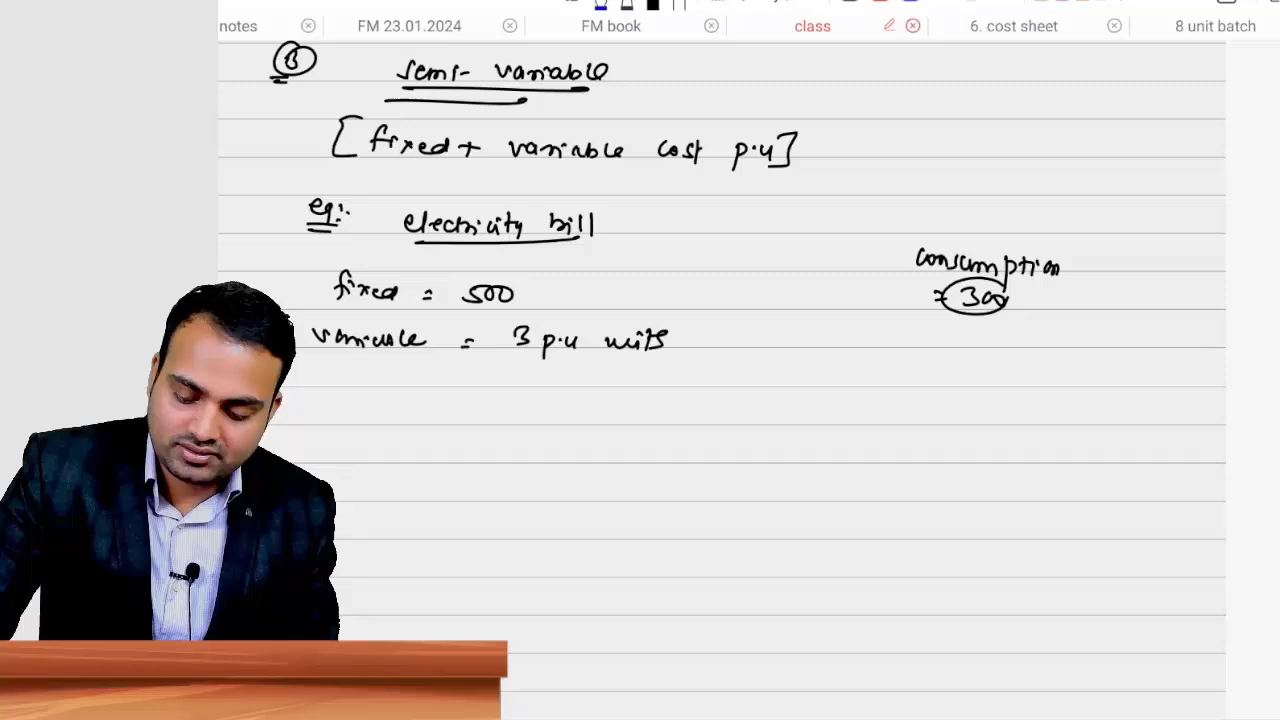 notes FM 23.01.2024 FM book class 6. cost sheet 8 unit batch
③ semi- variable
[fixed + variable cost p.u]
eg:- electricity bill
consumption
= 300
fixed = 500
variable = 3 p.u units